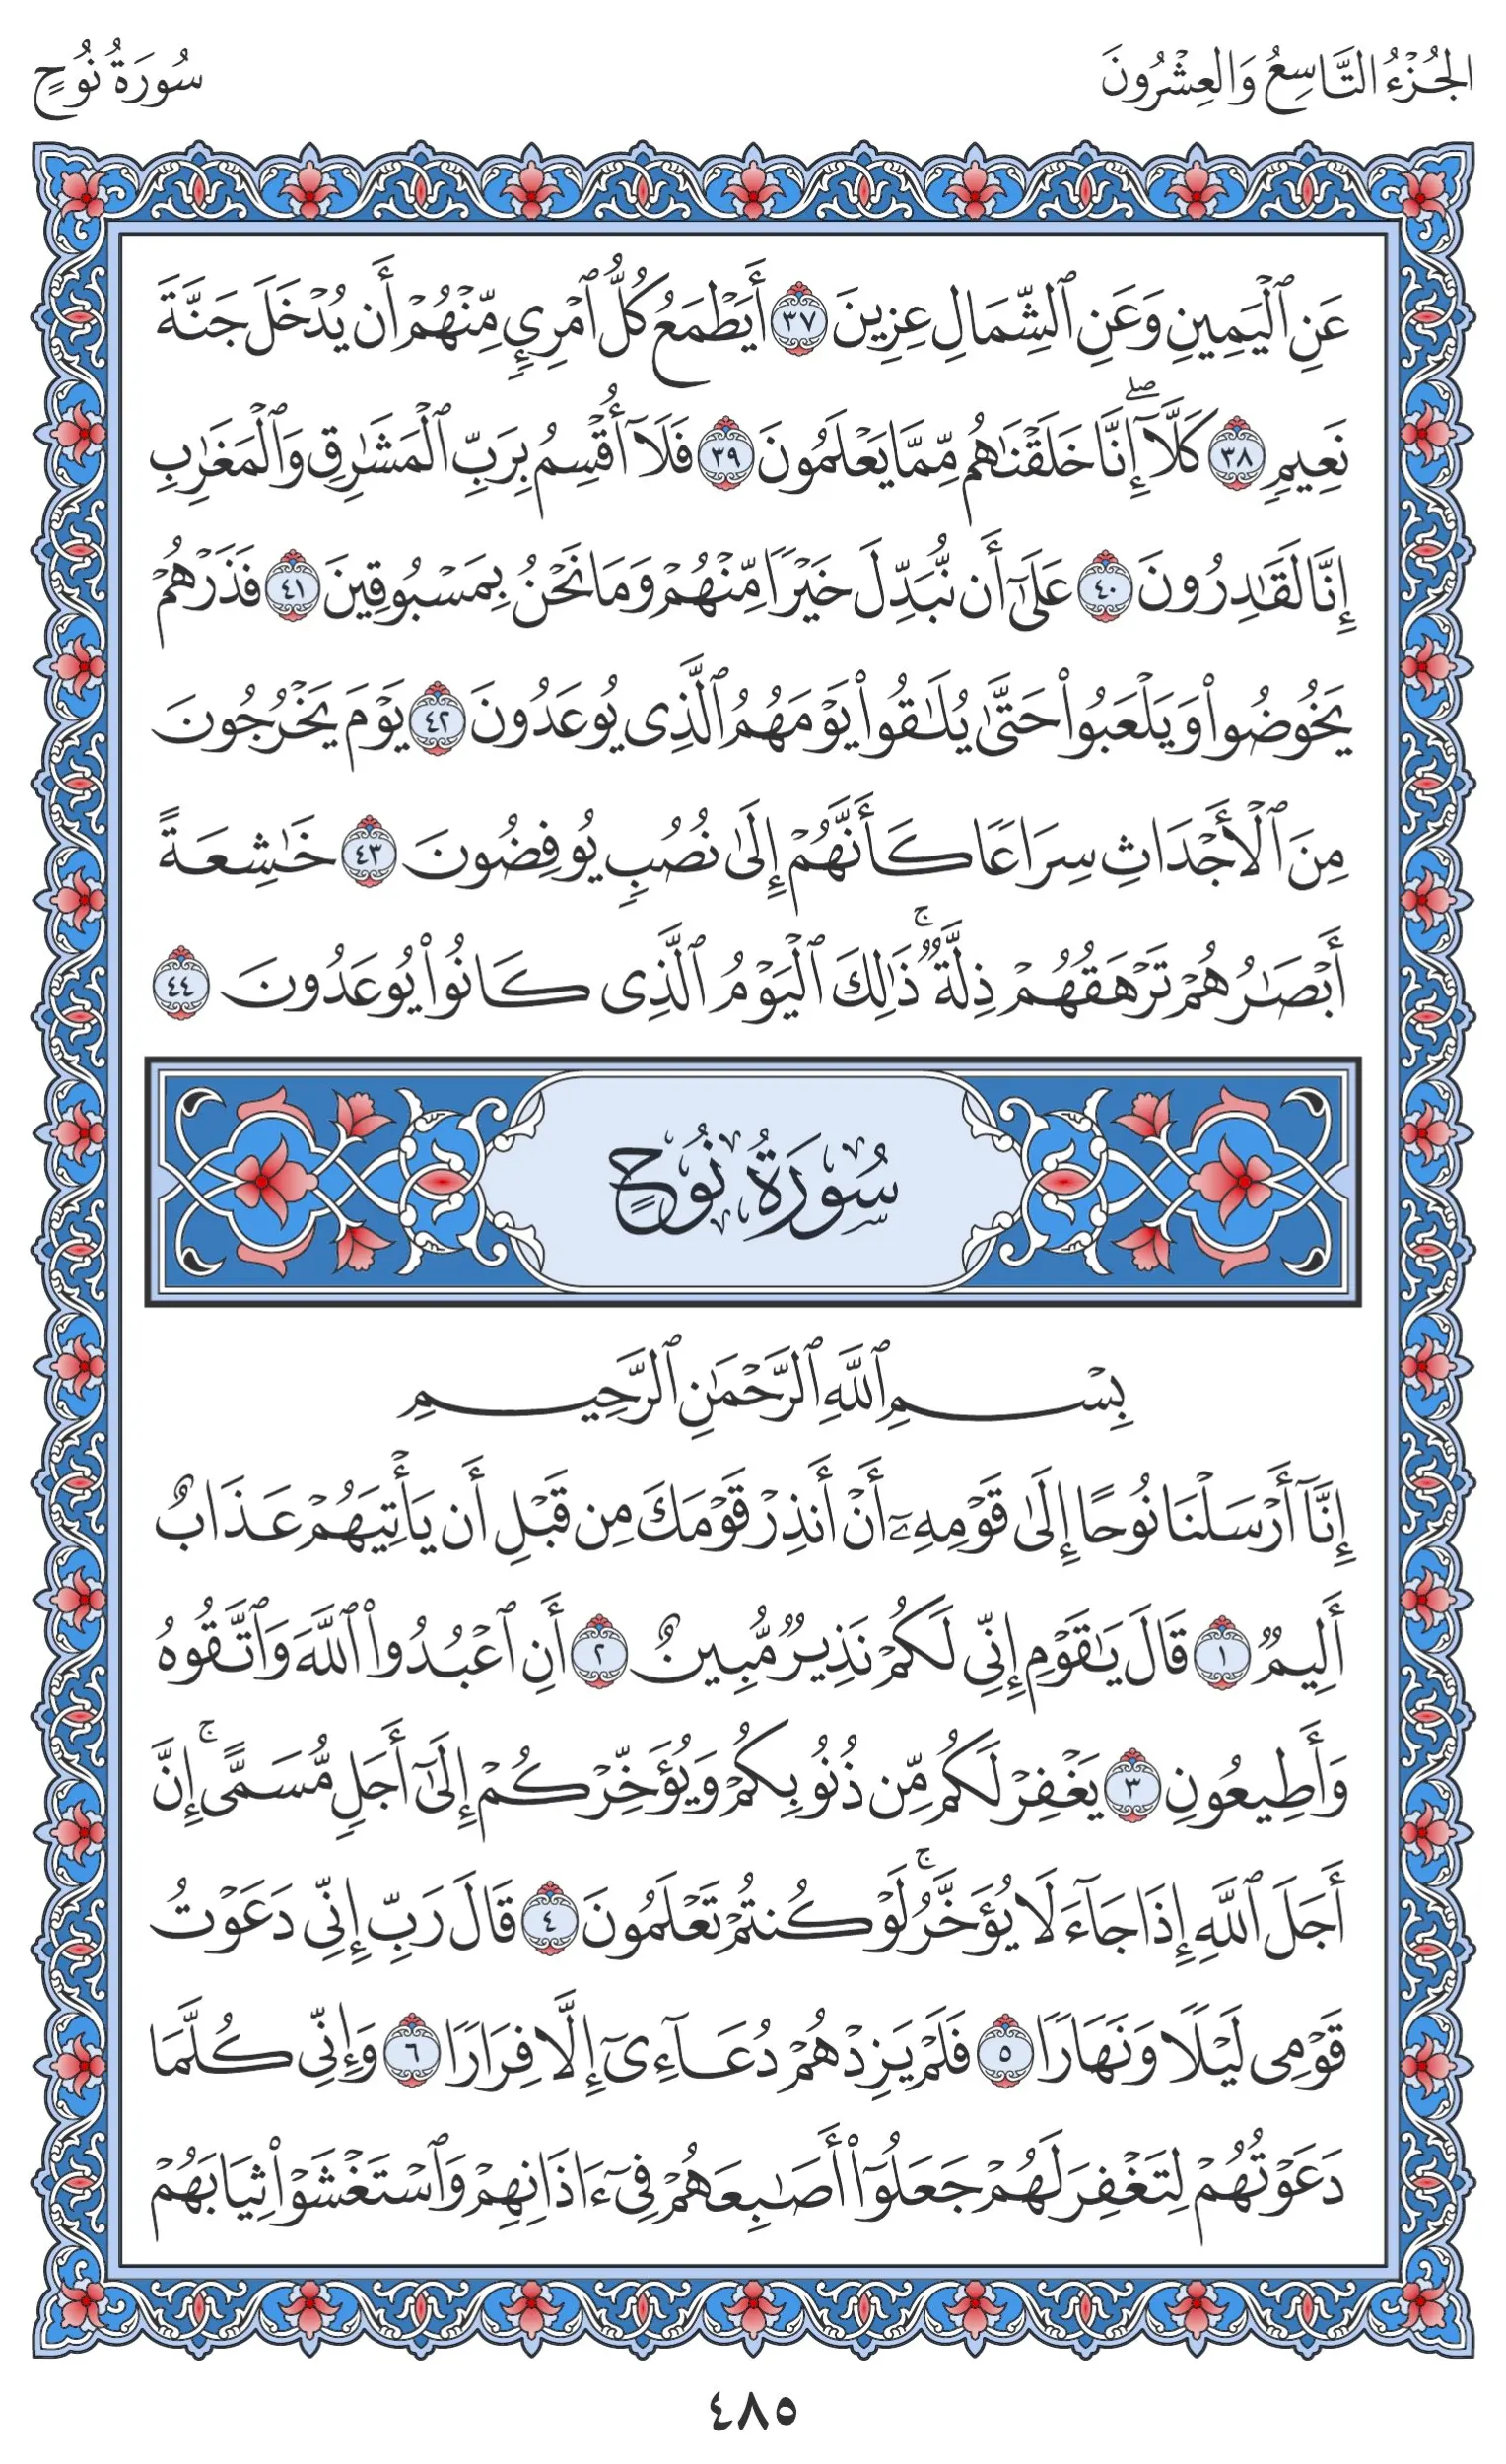 الجُزْءُ التَّاسِعُ وَالعِشْرُونَ
سُورَةُ نُوحٍ
عَنِ ٱلْيَمِينِ وَعَنِ ٱلشِّمَالِ عِزِينَ ٣٧ أَيَطْمَعُ كُلُّ ٱمْرِيٕٖ مِّنْهُمْ أَن يُدْخَلَ جَنَّةَ
نَعِيمٖ ٣٨ كَلَّآۖ إِنَّا خَلَقْنَٰهُم مِّمَّا يَعْلَمُونَ ٣٩ فَلَآ أُقْسِمُ بِرَبِّ ٱلْمَشَٰرِقِ وَٱلْمَغَٰرِبِ
إِنَّا لَقَٰدِرُونَ ٤٠ عَلَىٰٓ أَن نُّبَدِّلَ خَيْرٗا مِّنْهُمْ وَمَا نَحْنُ بِمَسْبُوقِينَ ٤١ فَذَرْهُمْ
يَخُوضُواْ وَيَلْعَبُواْ حَتَّىٰ يُلَٰقُواْ يَوْمَهُمُ ٱلَّذِى يُوعَدُونَ ٤٢ يَوْمَ يَخْرُجُونَ
مِنَ ٱلْأَجْدَاثِ سِرَاعٗا كَأَنَّهُمْ إِلَىٰ نُصُبٖ يُوفِضُونَ ٤٣ خَٰشِعَةً
أَبْصَٰرُهُمْ تَرْهَقُهُمْ ذِلَّةٞۚ ذَٰلِكَ ٱلْيَوْمُ ٱلَّذِى كَانُواْ يُوعَدُونَ ٤٤
سُورَةُ نُوحٍ
بِسْمِ ٱللَّهِ ٱلرَّحْمَٰنِ ٱلرَّحِيمِ
إِنَّآ أَرْسَلْنَا نُوحًا إِلَىٰ قَوْمِهِۦٓ أَنْ أَنذِرْ قَوْمَكَ مِن قَبْلِ أَن يَأْتِيَهُمْ عَذَابٌ
أَلِيمٞ ١ قَالَ يَٰقَوْمِ إِنِّى لَكُمْ نَذِيرٞ مُّبِينٌ ٢ أَنِ ٱعْبُدُواْ ٱللَّهَ وَٱتَّقُوهُ
وَأَطِيعُونِ ٣ يَغْفِرْ لَكُم مِّن ذُنُوبِكُمْ وَيُؤَخِّرْكُمْ إِلَىٰٓ أَجَلٖ مُّسَمًّىۚ إِنَّ
أَجَلَ ٱللَّهِ إِذَا جَآءَ لَا يُؤَخَّرُۚ لَوْ كُنتُمْ تَعْلَمُونَ ٤ قَالَ رَبِّ إِنِّى دَعَوْتُ
قَوْمِى لَيْلٗا وَنَهَارٗا ٥ فَلَمْ يَزِدْهُمْ دُعَآءِىٓ إِلَّا فِرَارٗا ٦ وَإِنِّى كُلَّمَا
دَعَوْتُهُمْ لِتَغْفِرَ لَهُمْ جَعَلُوٓاْ أَصَٰبِعَهُمْ فِىٓ ءَاذَانِهِمْ وَٱسْتَغْشَوْاْ ثِيَابَهُمْ
٤٨٥